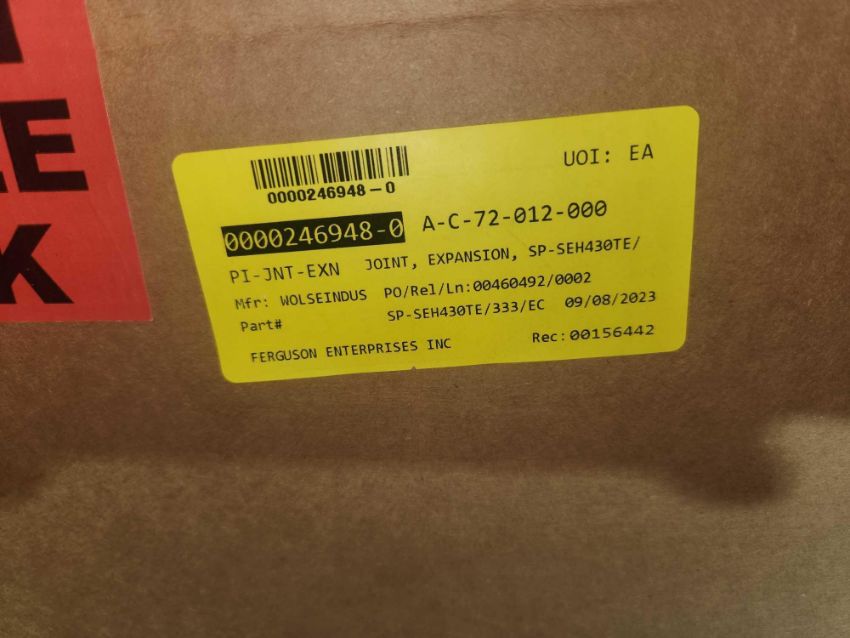 LE
K
UOI: EA
0000246948-0
0000246948-0 A-C-72-012-000
PI-JNT-EXN JOINT, EXPANSION, SP-SEH430TE/
Mfr: WOLSEINDUS PO/Rel/Ln:00460492/0002
Part# SP-SEH430TE/333/EC 09/08/2023
FERGUSON ENTERPRISES INC Rec:00156442